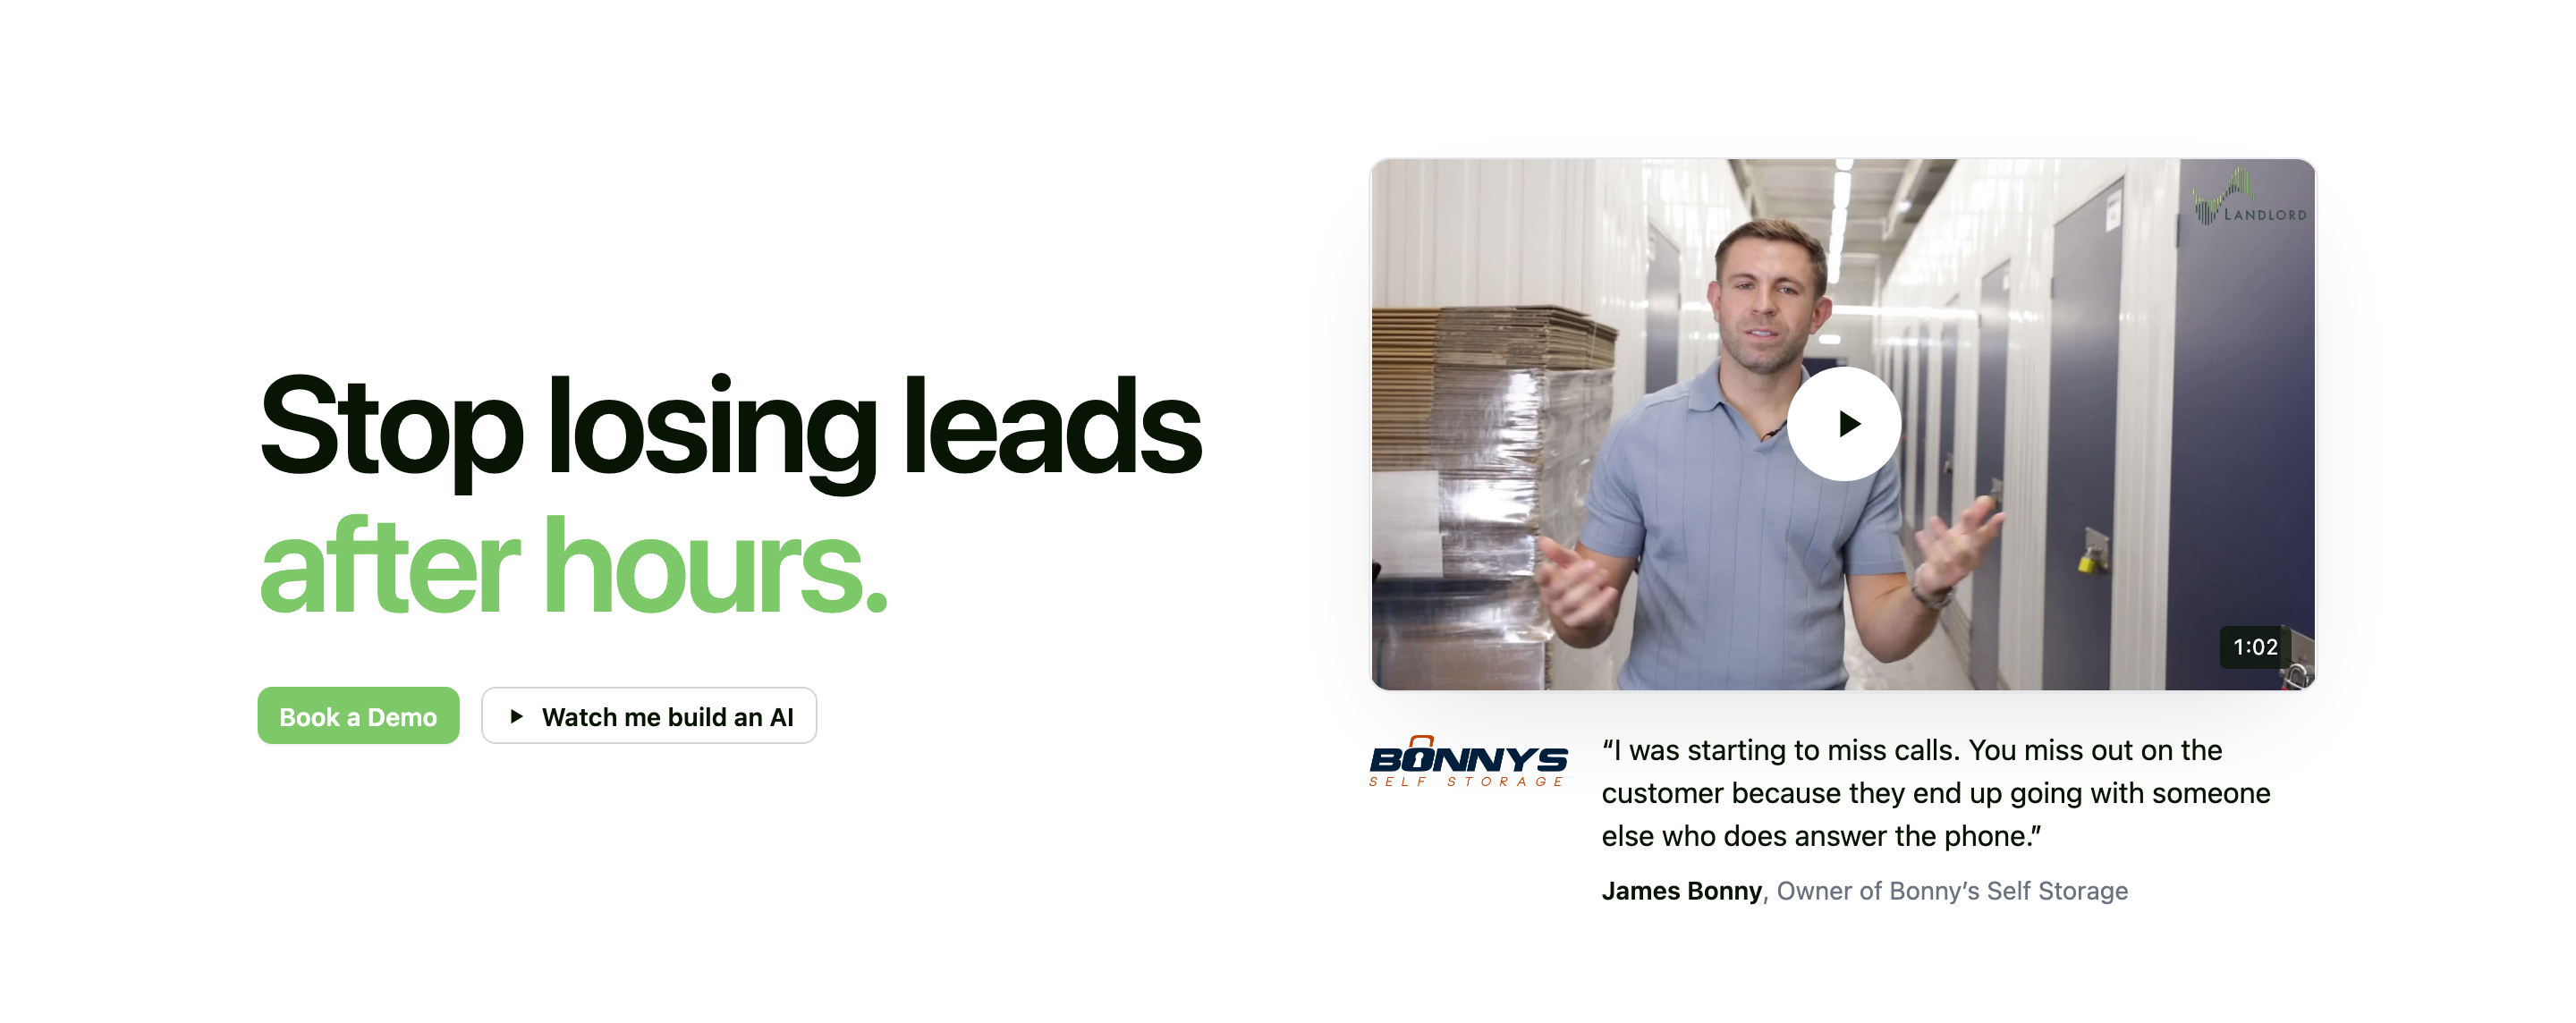 Stop losing leads
after hours.
Book a Demo
Watch me build an AI
LANDLORD
1:02
BONNYS
SELF STORAGE
“I was starting to miss calls. You miss out on the
customer because they end up going with someone
else who does answer the phone.”
James Bonny, Owner of Bonny’s Self Storage